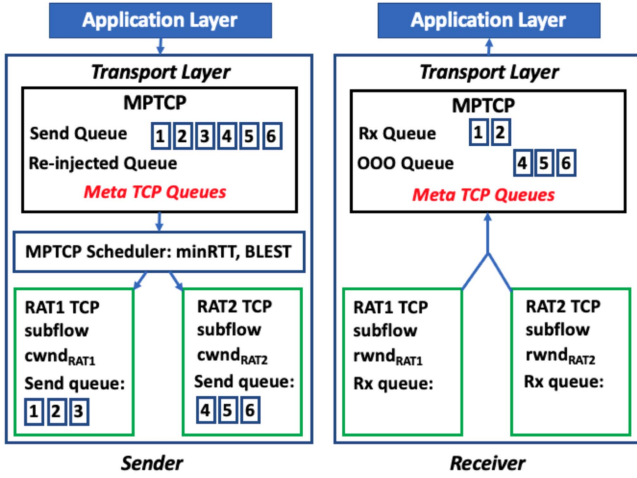 Application Layer
Transport Layer
MPTCP
Send Queue 1 2 3 4 5 6
Re-injected Queue
Meta TCP Queues
MPTCP Scheduler: minRTT, BLEST
RAT1 TCP
subflow
cwndRAT1
Send queue:
1 2 3
RAT2 TCP
subflow
cwndRAT2
Send queue:
4 5 6
Sender
Application Layer
Transport Layer
MPTCP
Rx Queue 1 2
OOO Queue 4 5 6
Meta TCP Queues
RAT1 TCP
subflow
rwndRAT1
Rx queue:
RAT2 TCP
subflow
rwndRAT2
Rx queue:
Receiver